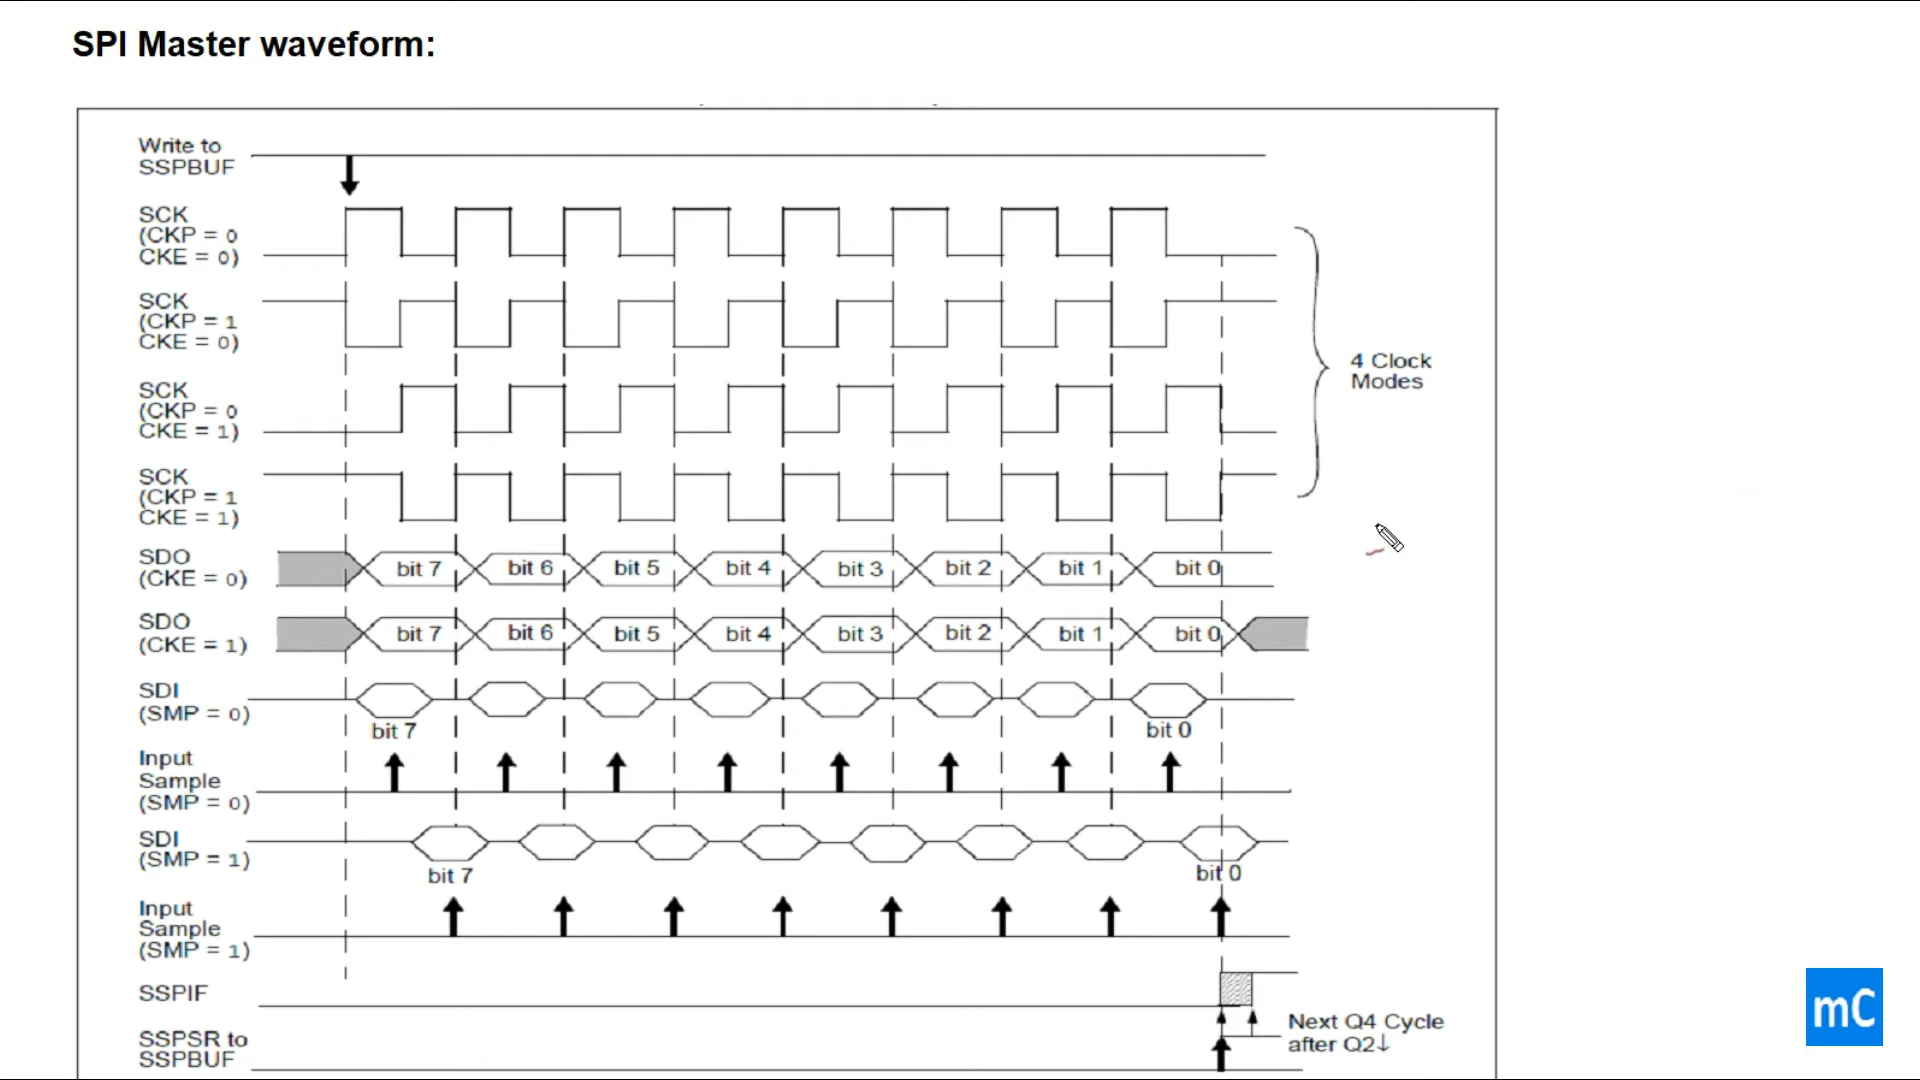 SPI Master waveform:
Write to
SSPBUF
SCK
(CKP = 0
CKE = 0)
SCK
(CKP = 1
CKE = 0)
4 Clock
Modes
SCK
(CKP = 0
CKE = 1)
SCK
(CKP = 1
CKE = 1)
SDO
(CKE = 0)
bit 7 bit 6 bit 5 bit 4 bit 3 bit 2 bit 1 bit 0
SDO
(CKE = 1)
bit 7 bit 6 bit 5 bit 4 bit 3 bit 2 bit 1 bit 0
SDI
(SMP = 0)
bit 7 bit 0
Input
Sample
(SMP = 0)
SDI
(SMP = 1)
bit 7 bit 0
Input
Sample
(SMP = 1)
SSPIF
Next Q4 Cycle
after Q2↓
SSPSR to
SSPBUF
mC